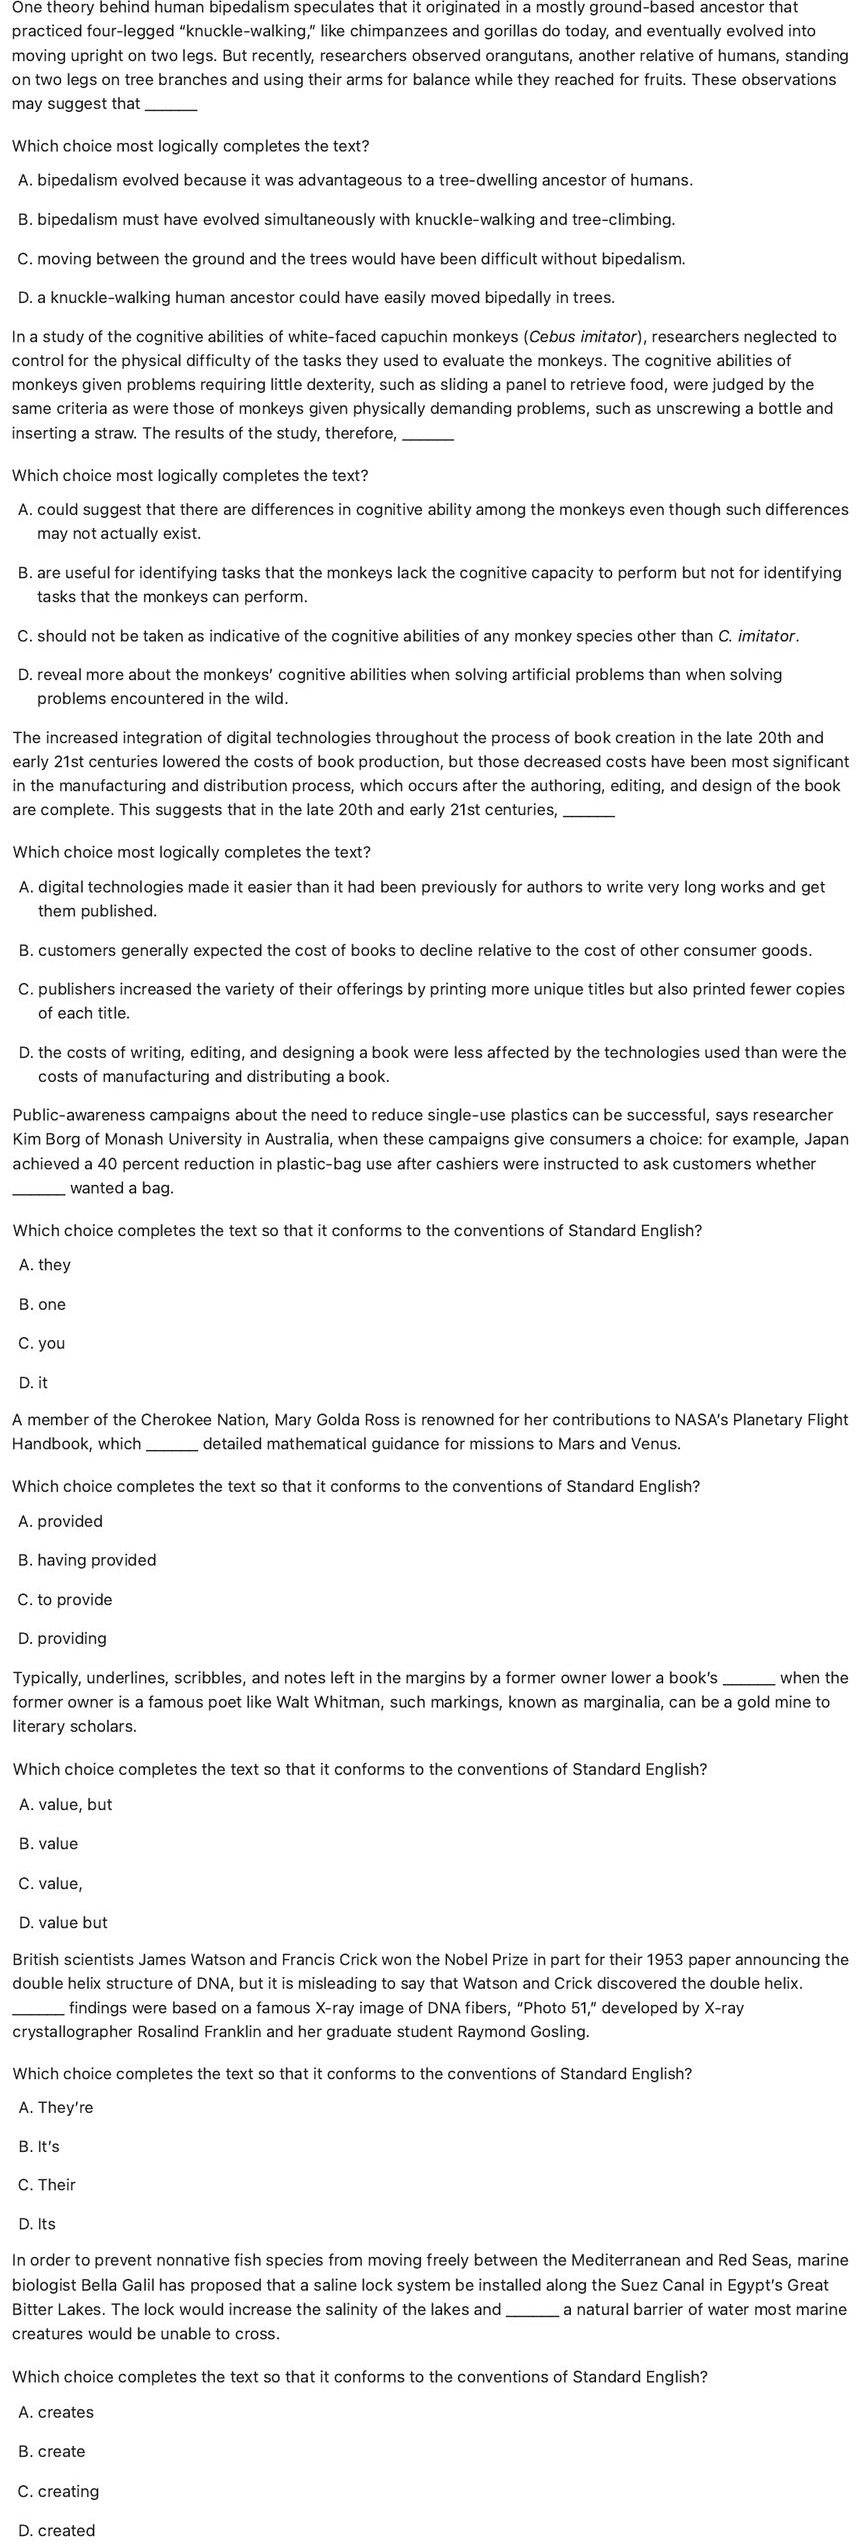 One theory behind human bipedalism speculates that it originated in a mostly ground-based ancestor that
practiced four-legged “knuckle-walking,” like chimpanzees and gorillas do today, and eventually evolved into
moving upright on two legs. But recently, researchers observed orangutans, another relative of humans, standing
on two legs on tree branches and using their arms for balance while they reached for fruits. These observations
may suggest that ______
Which choice most logically completes the text?
A. bipedalism evolved because it was advantageous to a tree-dwelling ancestor of humans.
B. bipedalism must have evolved simultaneously with knuckle-walking and tree-climbing.
C. moving between the ground and the trees would have been difficult without bipedalism.
D. a knuckle-walking human ancestor could have easily moved bipedally in trees.
In a study of the cognitive abilities of white-faced capuchin monkeys (Cebus imitator), researchers neglected to
control for the physical difficulty of the tasks they used to evaluate the monkeys. The cognitive abilities of
monkeys given problems requiring little dexterity, such as sliding a panel to retrieve food, were judged by the
same criteria as were those of monkeys given physically demanding problems, such as unscrewing a bottle and
inserting a straw. The results of the study, therefore, ______
Which choice most logically completes the text?
A. could suggest that there are differences in cognitive ability among the monkeys even though such differences
may not actually exist.
B. are useful for identifying tasks that the monkeys lack the cognitive capacity to perform but not for identifying
tasks that the monkeys can perform.
C. should not be taken as indicative of the cognitive abilities of any monkey species other than C. imitator.
D. reveal more about the monkeys’ cognitive abilities when solving artificial problems than when solving
problems encountered in the wild.
The increased integration of digital technologies throughout the process of book creation in the late 20th and
early 21st centuries lowered the costs of book production, but those decreased costs have been most significant
in the manufacturing and distribution process, which occurs after the authoring, editing, and design of the book
are complete. This suggests that in the late 20th and early 21st centuries, ______
Which choice most logically completes the text?
A. digital technologies made it easier than it had been previously for authors to write very long works and get
them published.
B. customers generally expected the cost of books to decline relative to the cost of other consumer goods.
C. publishers increased the variety of their offerings by printing more unique titles but also printed fewer copies
of each title.
D. the costs of writing, editing, and designing a book were less affected by the technologies used than were the
costs of manufacturing and distributing a book.
Public-awareness campaigns about the need to reduce single-use plastics can be successful, says researcher
Kim Borg of Monash University in Australia, when these campaigns give consumers a choice: for example, Japan
achieved a 40 percent reduction in plastic-bag use after cashiers were instructed to ask customers whether
______ wanted a bag.
Which choice completes the text so that it conforms to the conventions of Standard English?
A. they
B. one
C. you
D. it
A member of the Cherokee Nation, Mary Golda Ross is renowned for her contributions to NASA’s Planetary Flight
Handbook, which ______ detailed mathematical guidance for missions to Mars and Venus.
Which choice completes the text so that it conforms to the conventions of Standard English?
A. provided
B. having provided
C. to provide
D. providing
Typically, underlines, scribbles, and notes left in the margins by a former owner lower a book’s ______ when the
former owner is a famous poet like Walt Whitman, such markings, known as marginalia, can be a gold mine to
literary scholars.
Which choice completes the text so that it conforms to the conventions of Standard English?
A. value, but
B. value
C. value,
D. value but
British scientists James Watson and Francis Crick won the Nobel Prize in part for their 1953 paper announcing the
double helix structure of DNA, but it is misleading to say that Watson and Crick discovered the double helix.
______ findings were based on a famous X-ray image of DNA fibers, “Photo 51,” developed by X-ray
crystallographer Rosalind Franklin and her graduate student Raymond Gosling.
Which choice completes the text so that it conforms to the conventions of Standard English?
A. They’re
B. It’s
C. Their
D. Its
In order to prevent nonnative fish species from moving freely between the Mediterranean and Red Seas, marine
biologist Bella Galil has proposed that a saline lock system be installed along the Suez Canal in Egypt’s Great
Bitter Lakes. The lock would increase the salinity of the lakes and ______ a natural barrier of water most marine
creatures would be unable to cross.
Which choice completes the text so that it conforms to the conventions of Standard English?
A. creates
B. create
C. creating
D. created